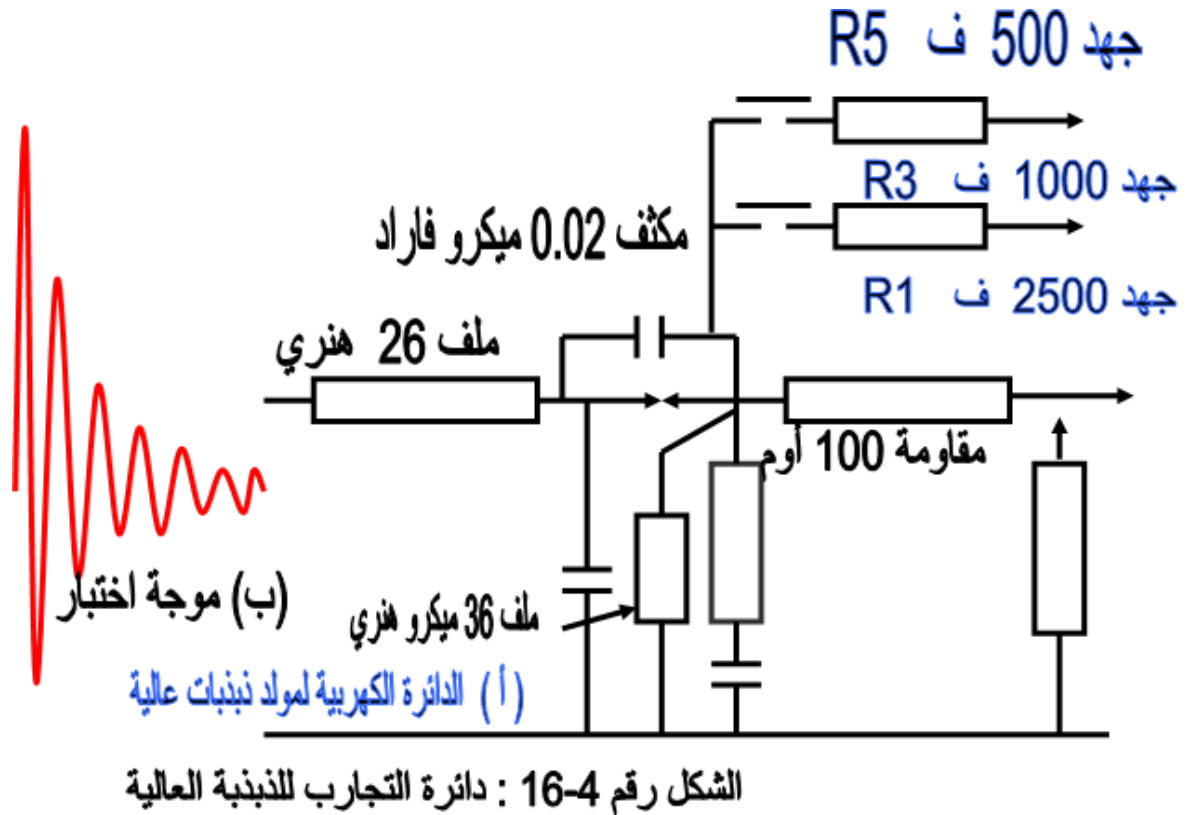 جهد 500 ف R5
جهد 1000 ف R3
مكثف 0.02 ميكرو فاراد
جهد 2500 ف R1
ملف 26 هنري
مقاومة 100 أوم
(ب) موجة اختبار
ملف 36 ميكرو هنري
( أ ) الدائرة الكهربية لمولد ذبذبات عالية
الشكل رقم 4-16 : دائرة التجارب للذبذبة العالية